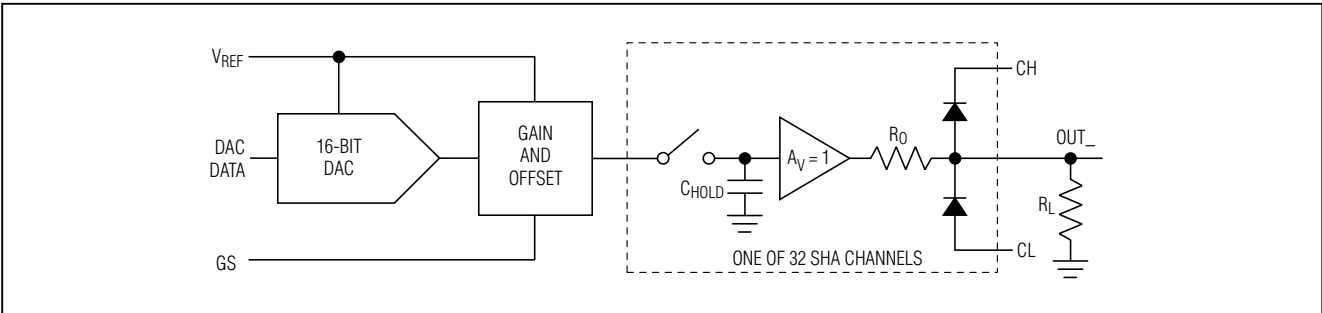 VREF
DAC
DATA
16-BIT
DAC
GAIN
AND
OFFSET
GS
CHOLD
AV = 1
RO
CH
CL
OUT_
RL
ONE OF 32 SHA CHANNELS